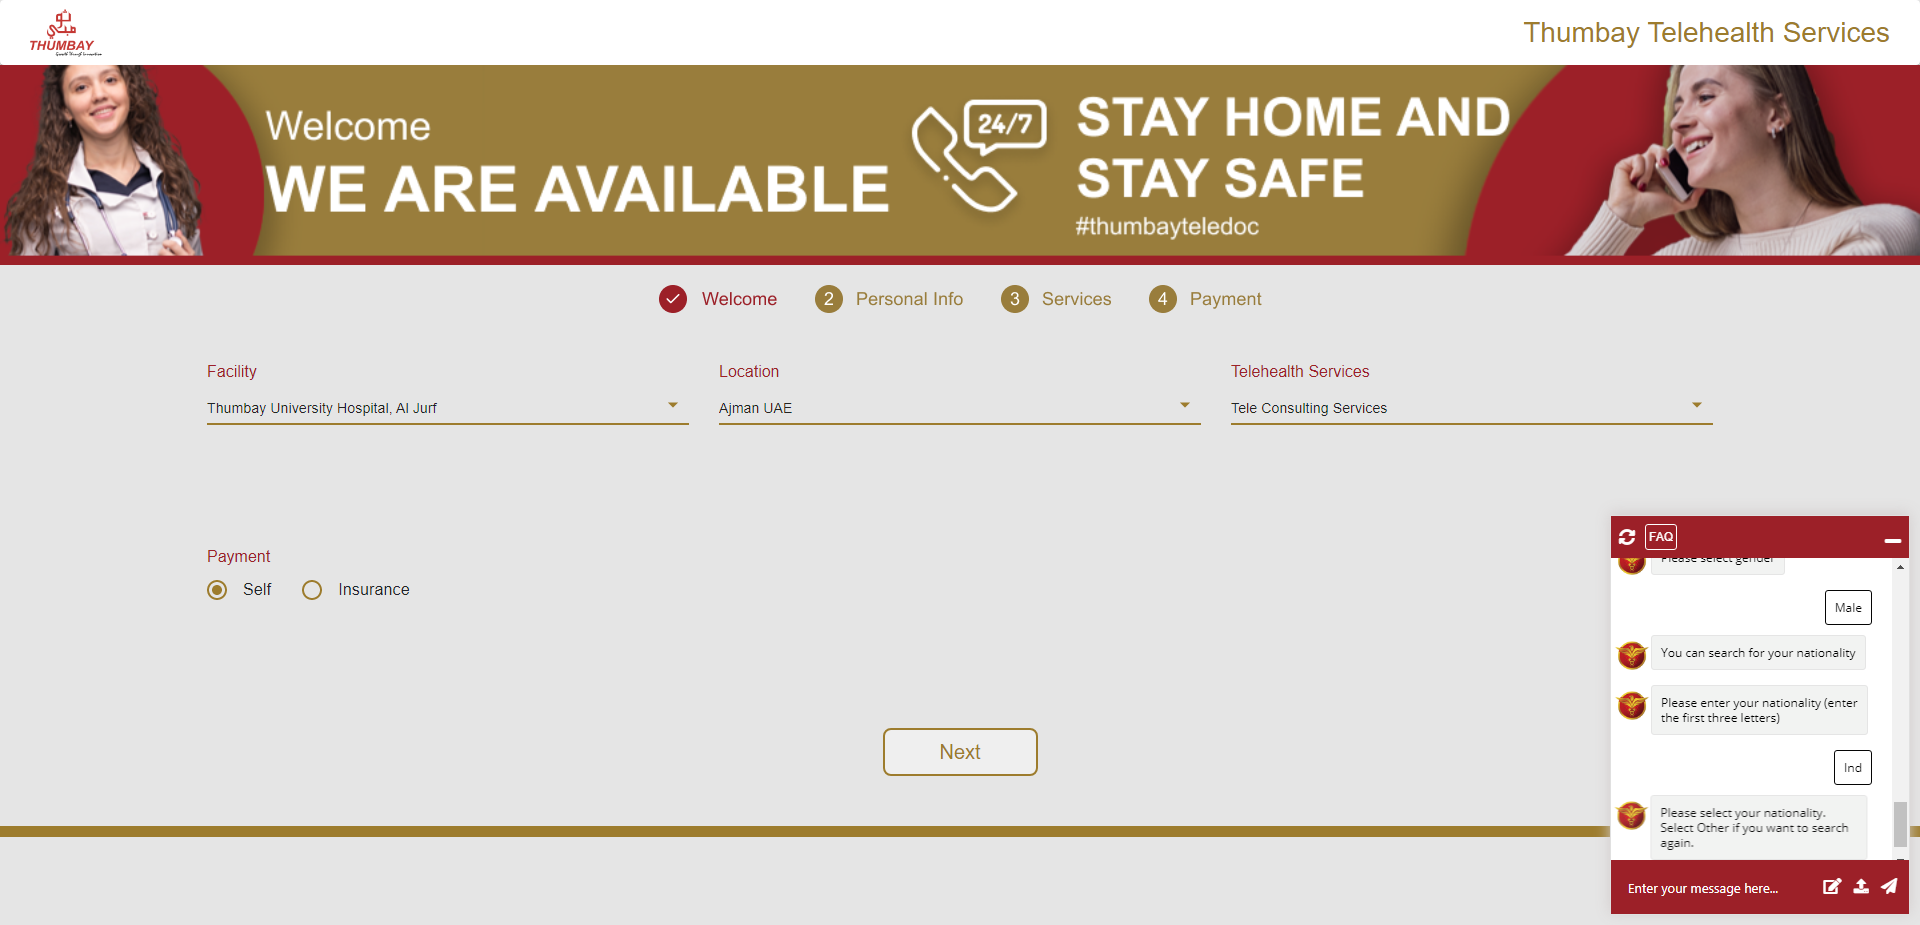 ثومبي
THUMBAY
Thumbay Telehealth Services
Welcome
WE ARE AVAILABLE
24/7
STAY HOME AND
STAY SAFE
#thumbayteledoc
Welcome
2 Personal Info
3 Services
4 Payment
Facility
Thumbay University Hospital, Al Jurf
Location
Ajman UAE
Telehealth Services
Tele Consulting Services
Payment
Self
Insurance
Next
FAQ
Please select gender
Male
You can search for your nationality
Please enter your nationality (enter
the first three letters)
Ind
Please select your nationality.
Select Other if you want to search
again.
Enter your message here...